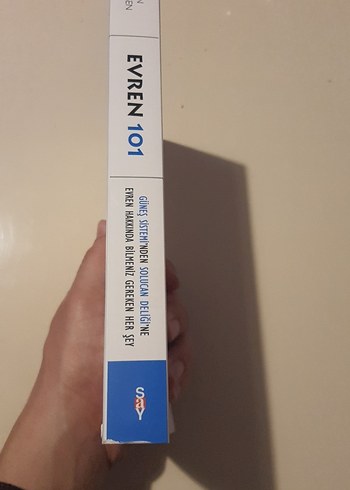 EVREN 101
GÜNEŞ SİSTEMİ'NDEN SOLUCAN DELİĞİ'NE
EVREN HAKKINDA BİLMENİZ GEREKEN HER ŞEY
SAY